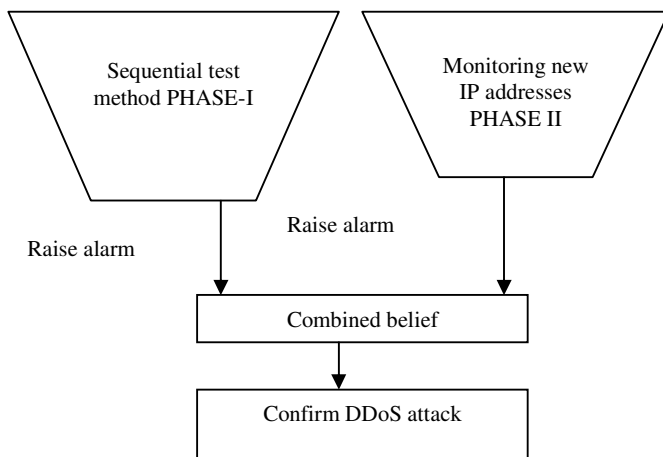 Sequential test
method PHASE-I
Monitoring new
IP addresses
PHASE II
Raise alarm
Raise alarm
Combined belief
Confirm DDoS attack